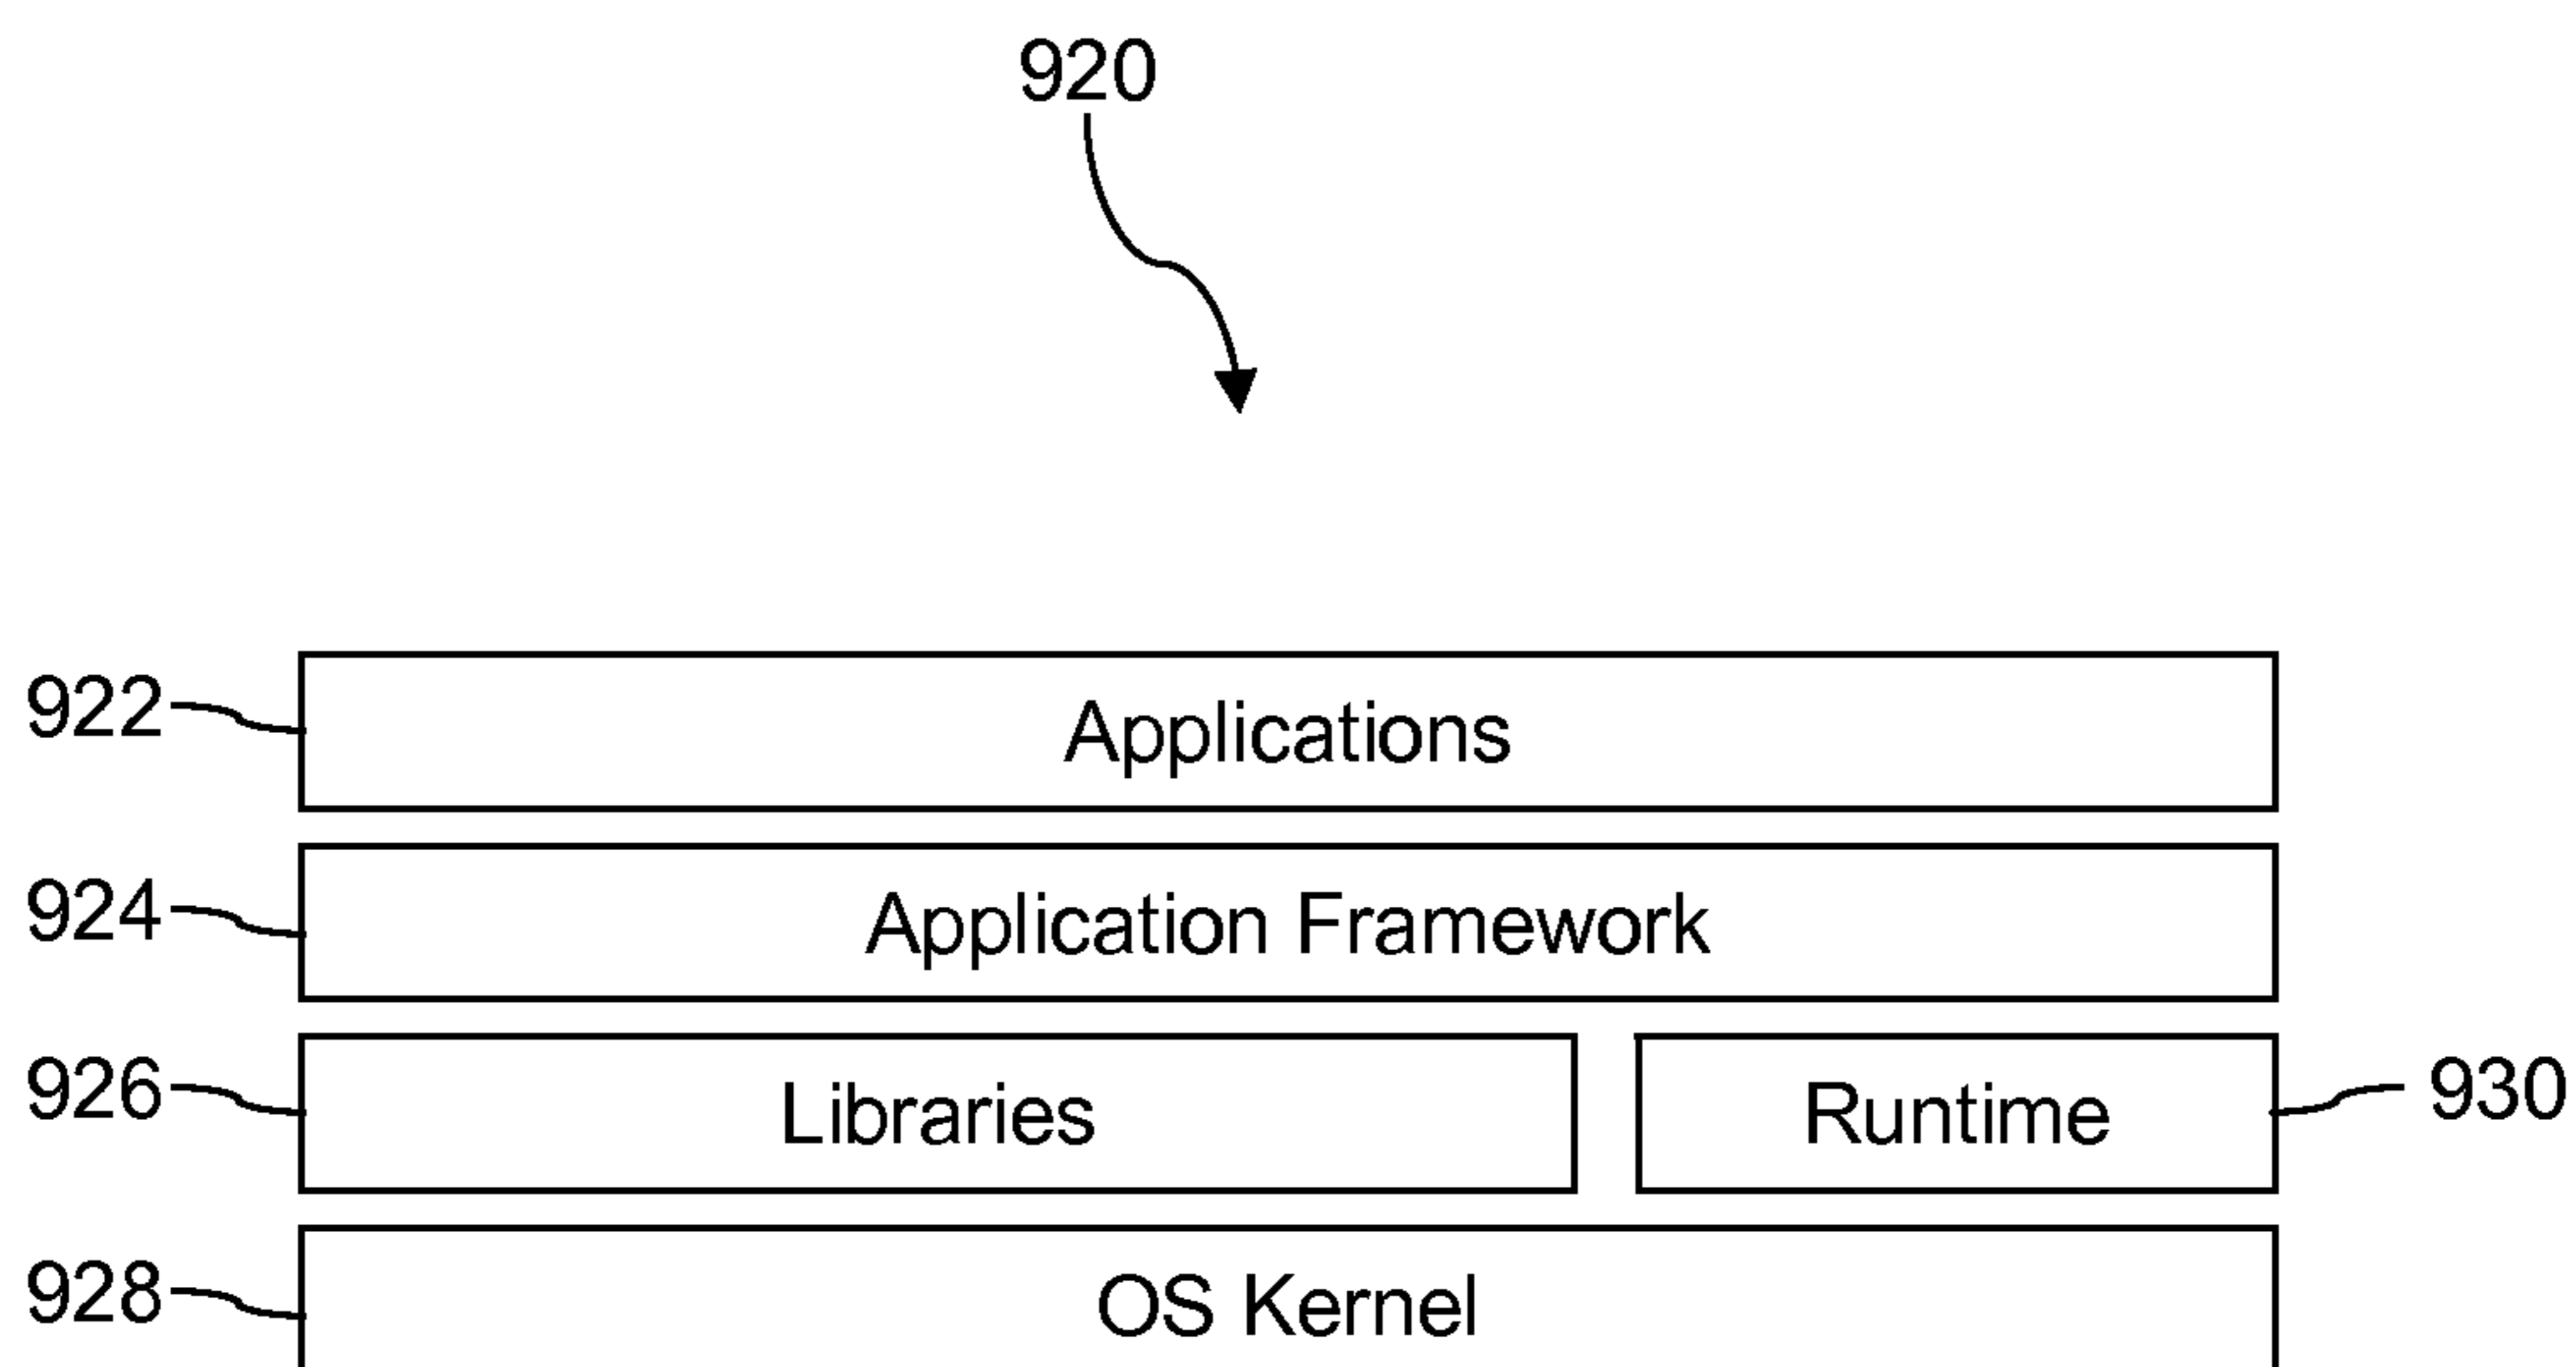 920
922 Applications
924 Application Framework
926 Libraries Runtime 930
928 OS Kernel